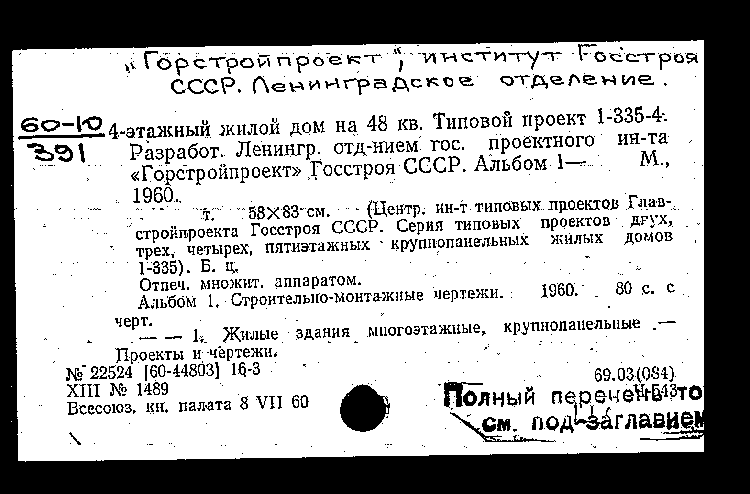 „Горстройпроект", институт Госстроя
СССР. Ленинградское отделение.
60-10
391
4-этажный жилой дом на 48 кв. Типовой проект 1-335-4.
Разработ. Ленингр. отд-нием гос. проектного ин-та
«Горстройпроект» Госстроя СССР. Альбом 1— М.,
1960.
т. 58×83 см. (Центр. ин-т типовых проектов Глав-
стройпроекта Госстроя СССР. Серия типовых проектов двух,
трех, четырех, пятиэтажных крупнопанельных жилых домов
1-335). Б. ц.
Отпеч. множит. аппаратом.
Альбом 1. Строительно-монтажные чертежи. 1960. 80 с. с
черт.
— — 1. Жилые здания многоэтажные, крупнопанельные —
Проекты и чертежи.
№ 22524 [60-44803] 16-3
69.03(084)
XIII № 1489
Всесоюз. кн. палата 8 VII 60
Полный перечень то
см. под заглавием